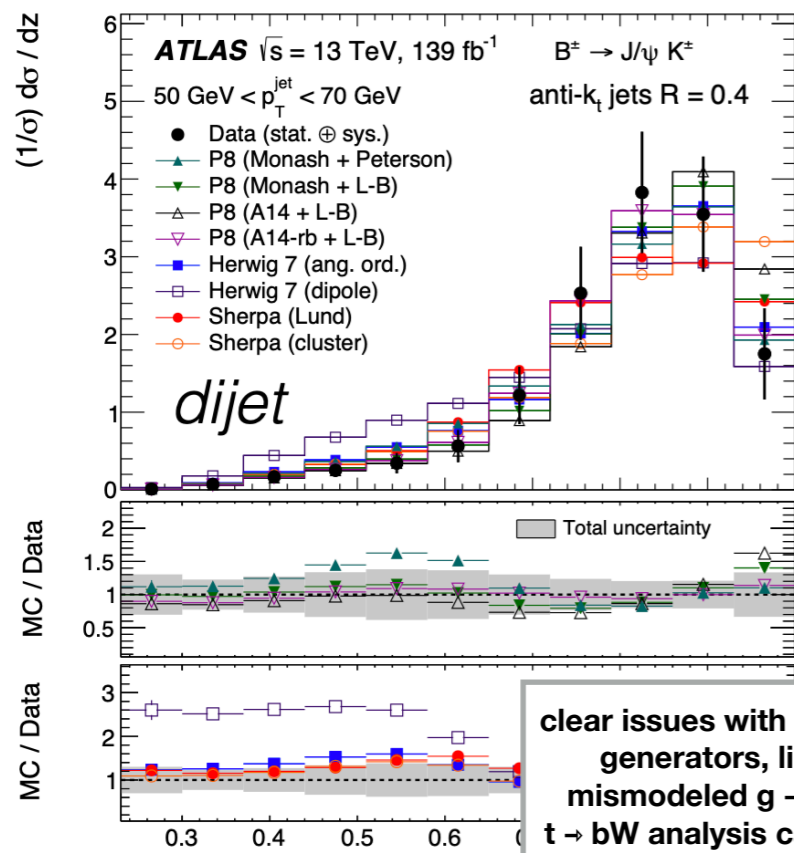 (1/σ) dσ / dz
6
5
4
3
2
1
0
ATLAS √s = 13 TeV, 139 fb⁻¹ B± → J/ψ K±
50 GeV < p_T^jet < 70 GeV anti-k_t jets R = 0.4
Data (stat. ⊕ sys.)
P8 (Monash + Peterson)
P8 (Monash + L-B)
P8 (A14 + L-B)
P8 (A14-rb + L-B)
Herwig 7 (ang. ord.)
Herwig 7 (dipole)
Sherpa (Lund)
Sherpa (cluster)
dijet
MC / Data
2
1.5
1
0.5
Total uncertainty
MC / Data
3
2
1
0.3 0.4 0.5 0.6
clear issues with
generators, li
mismodeled g -
t → bW analysis c